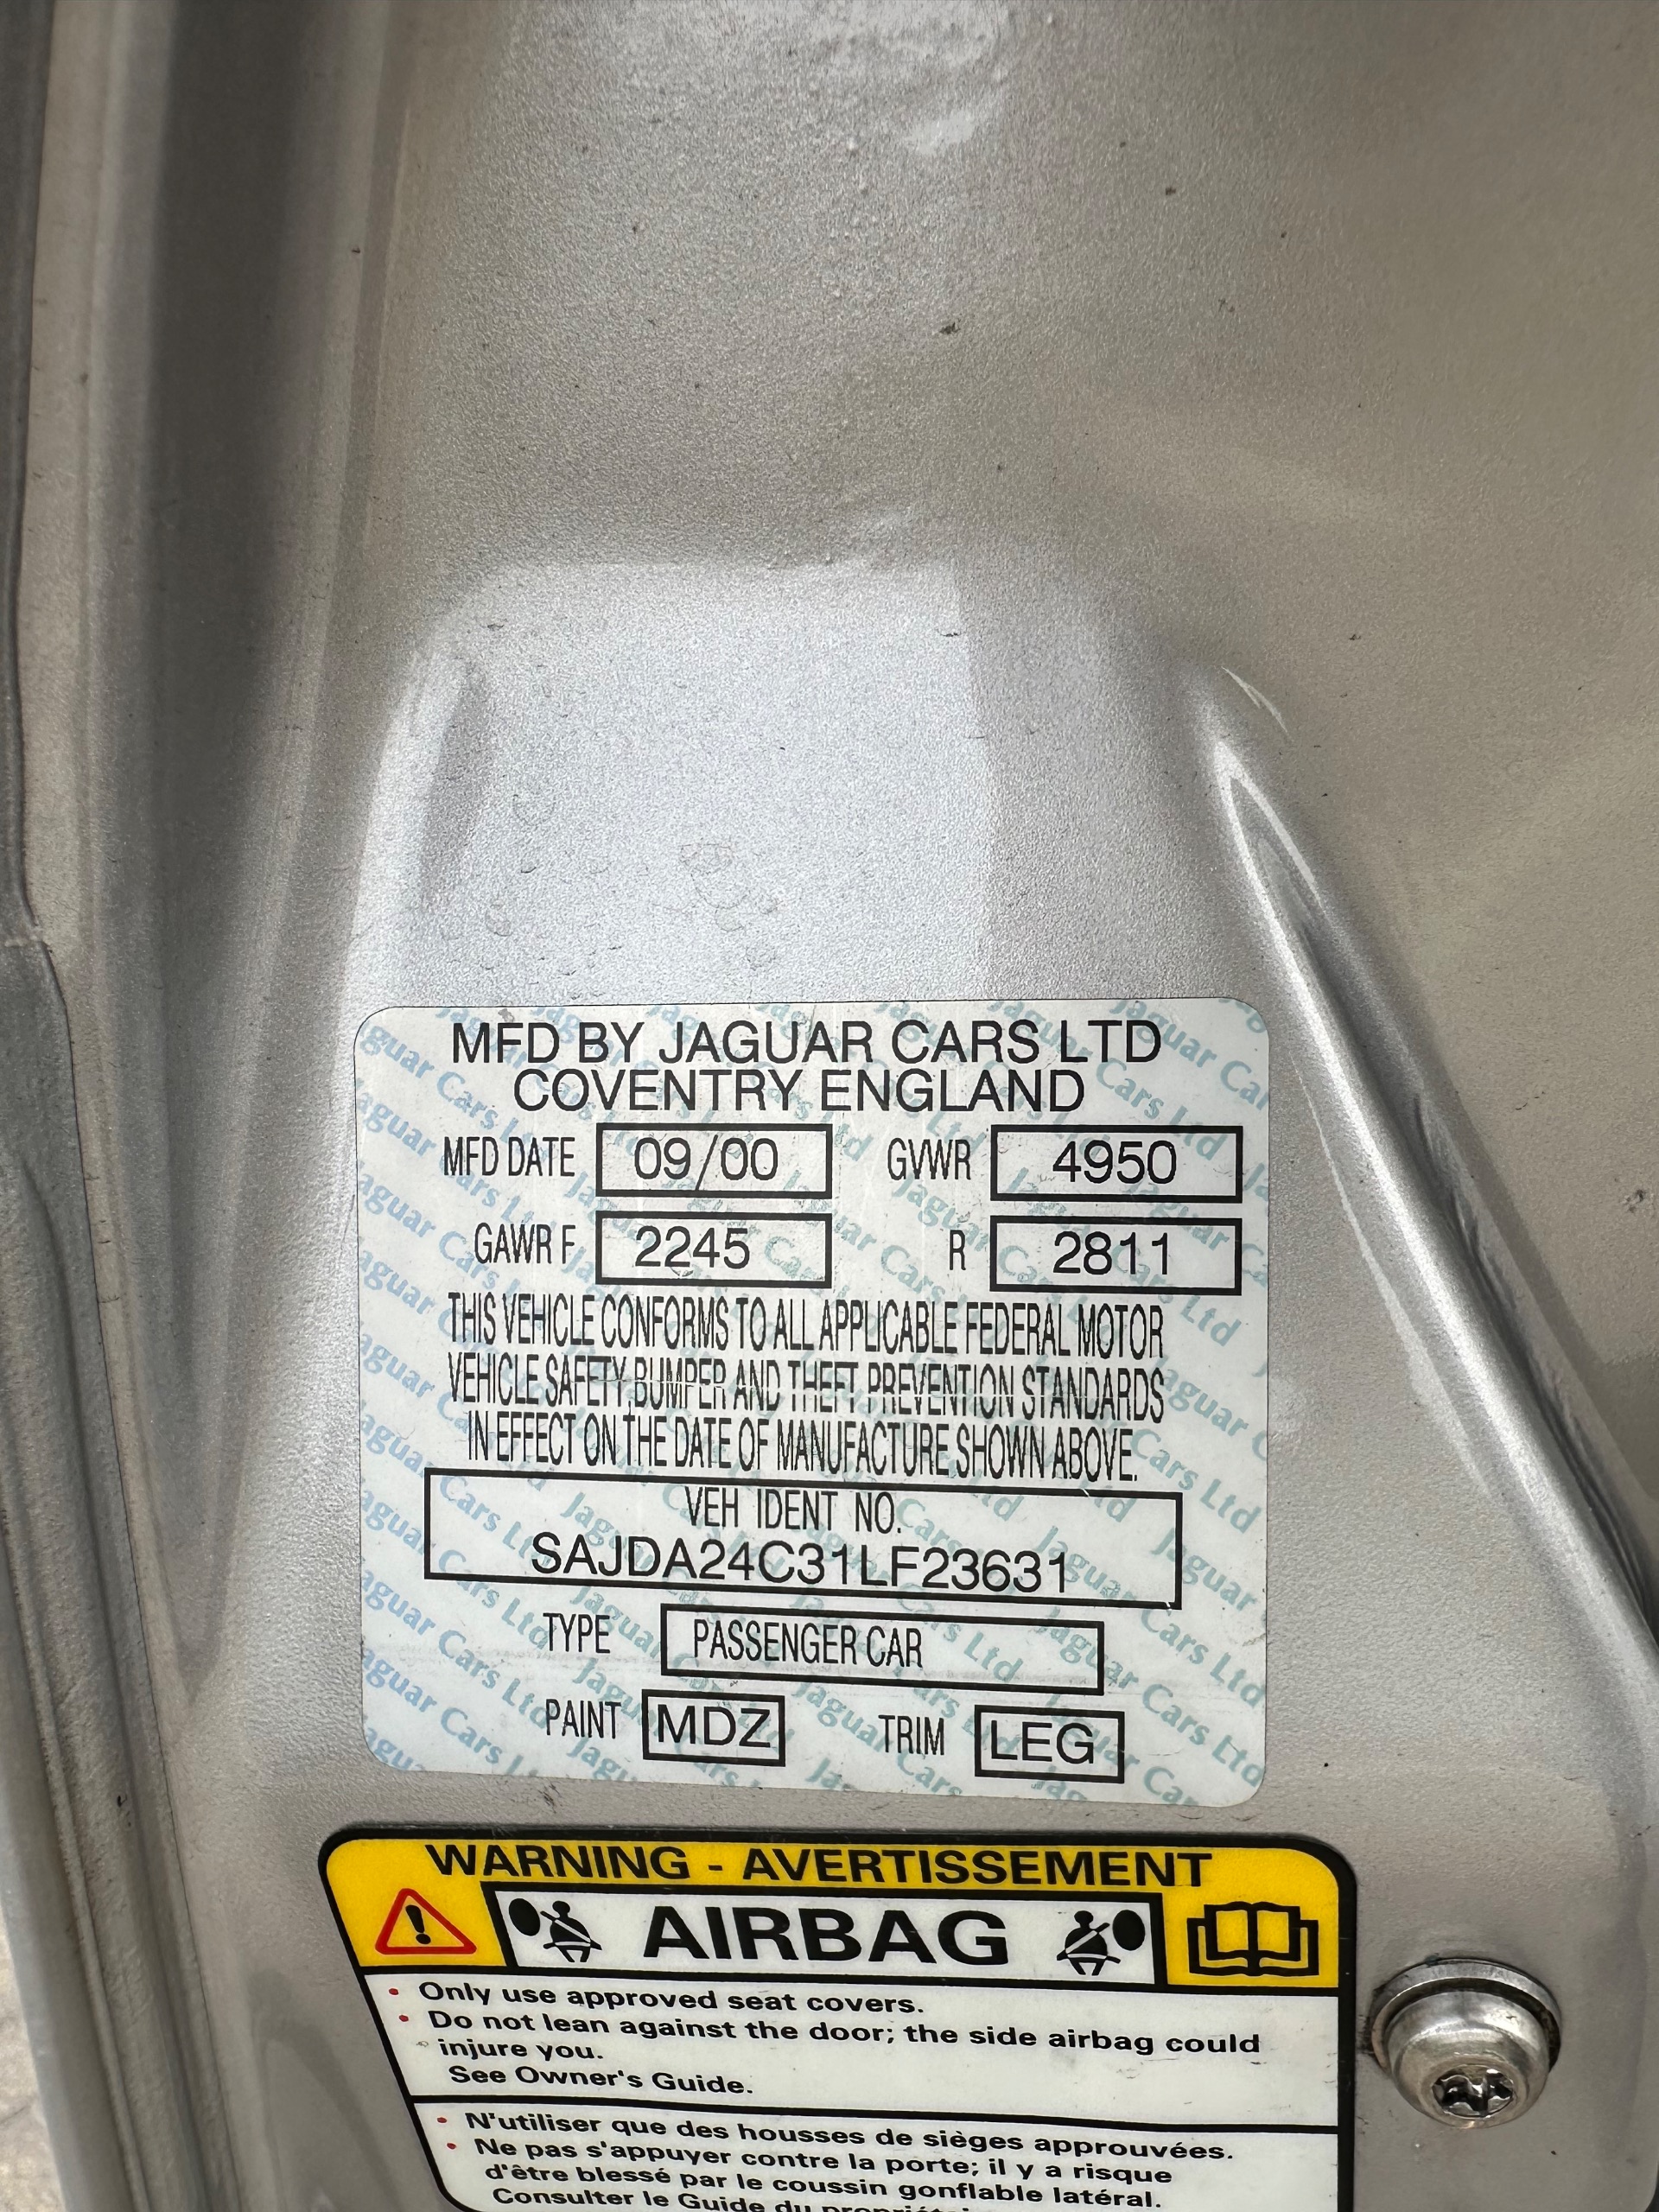 MFD BY JAGUAR CARS LTD
COVENTRY ENGLAND
MFD DATE 09/00 GVWR 4950
GAWR F 2245 R 2811
THIS VEHICLE CONFORMS TO ALL APPLICABLE FEDERAL MOTOR
VEHICLE SAFETY, BUMPER AND THEFT PREVENTION STANDARDS
IN EFFECT ON THE DATE OF MANUFACTURE SHOWN ABOVE.
VEH IDENT NO.
SAJDA24C31LF23631
TYPE PASSENGER CAR
PAINT MDZ TRIM LEG
WARNING - AVERTISSEMENT
AIRBAG
• Only use approved seat covers.
• Do not lean against the door; the side airbag could
injure you.
See Owner's Guide.
• N'utiliser que des housses de sièges approuvées.
• Ne pas s'appuyer contre la porte; il y a risque
d'être blessé par le coussin gonflable latéral.
Consulter le Guide du